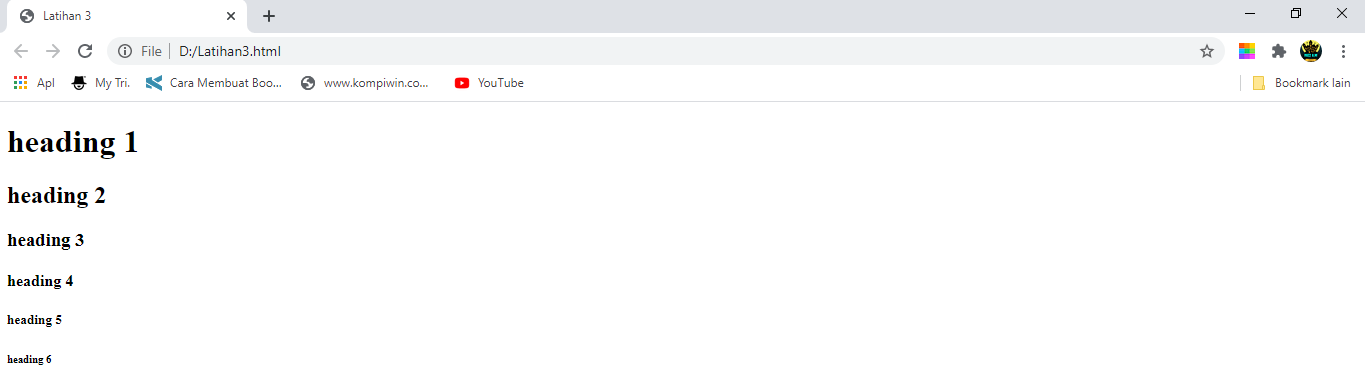 Latihan 3
File D:/Latihan3.html
Apl My Tri. Cara Membuat Boo... www.kompiwin.co... YouTube Bookmark lain
heading 1
heading 2
heading 3
heading 4
heading 5
heading 6